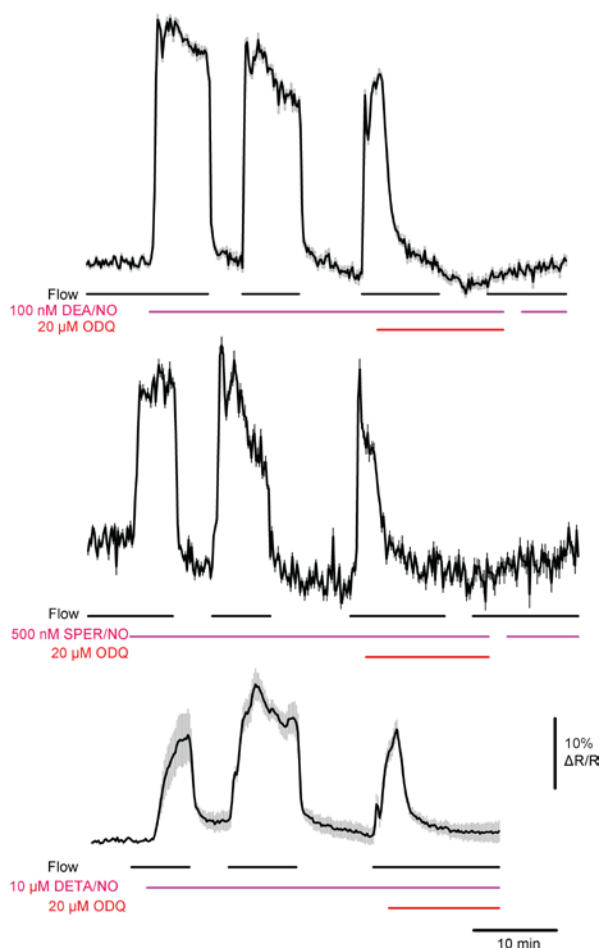 Flow
100 nM DEA/NO
20 µM ODQ
Flow
500 nM SPER/NO
20 µM ODQ
10%
ΔR/R
Flow
10 µM DETA/NO
20 µM ODQ
10 min